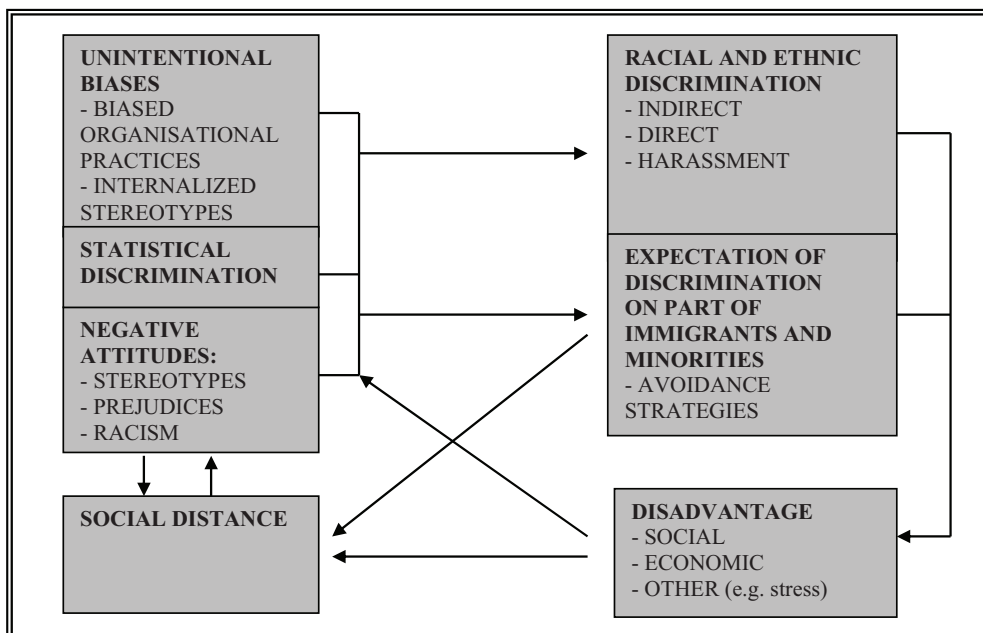 UNINTENTIONAL
BIASES
- BIASED
ORGANISATIONAL
PRACTICES
- INTERNALIZED
STEREOTYPES
STATISTICAL
DISCRIMINATION
NEGATIVE
ATTITUDES:
- STEREOTYPES
- PREJUDICES
- RACISM
SOCIAL DISTANCE
RACIAL AND ETHNIC
DISCRIMINATION
- INDIRECT
- DIRECT
- HARASSMENT
EXPECTATION OF
DISCRIMINATION
ON PART OF
IMMIGRANTS AND
MINORITIES
- AVOIDANCE
STRATEGIES
DISADVANTAGE
- SOCIAL
- ECONOMIC
- OTHER (e.g. stress)